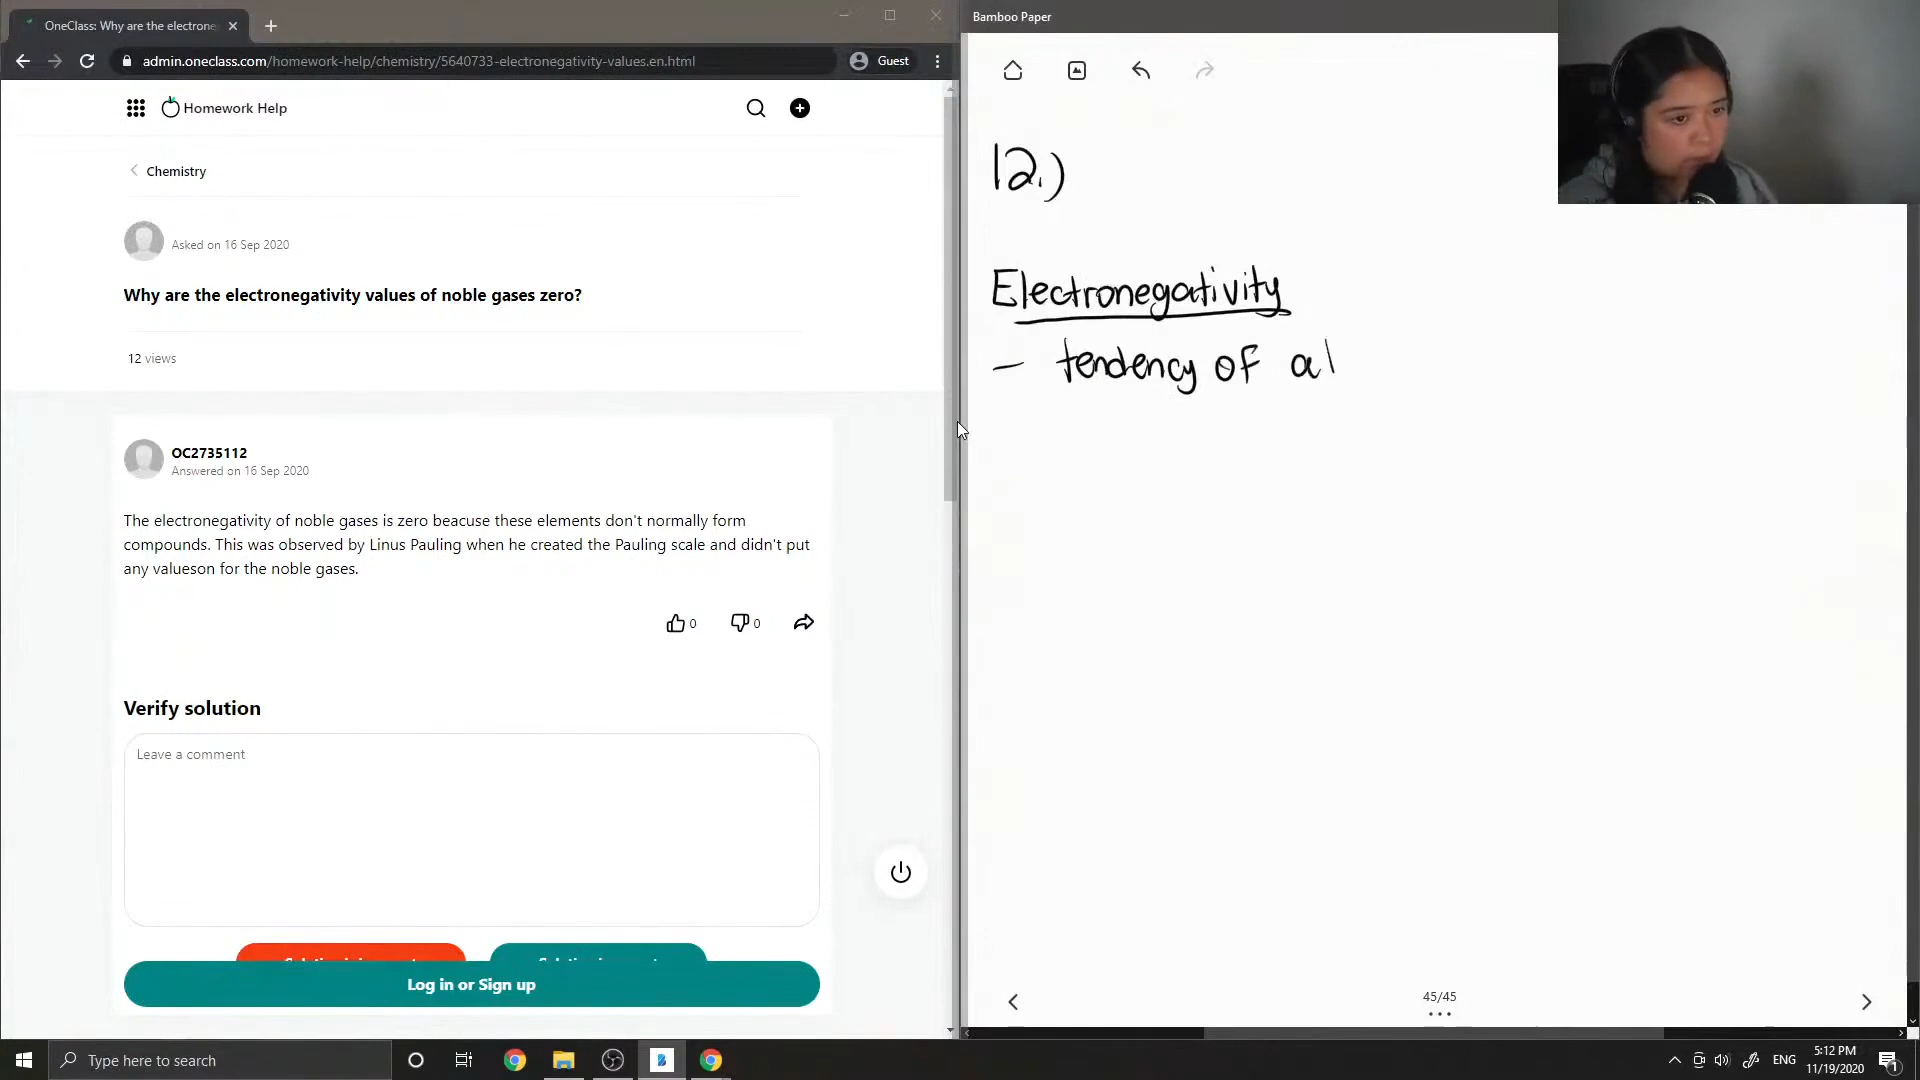 OneClass: Why are the electrone
Bamboo Paper
admin.oneclass.com/homework-help/chemistry/5640733-electronegativity-values.en.html
Guest
Homework Help
Chemistry
Asked on 16 Sep 2020
Why are the electronegativity values of noble gases zero?
12 views
OC2735112
Answered on 16 Sep 2020
The electronegativity of noble gases is zero beacuse these elements don't normally form
compounds. This was observed by Linus Pauling when he created the Pauling scale and didn't put
any valueson for the noble gases.
0
0
Verify solution
Leave a comment
Log in or Sign up
12.)
Electronegativity
- tendency of al
45/45
Type here to search
ENG
5:12 PM
11/19/2020
1